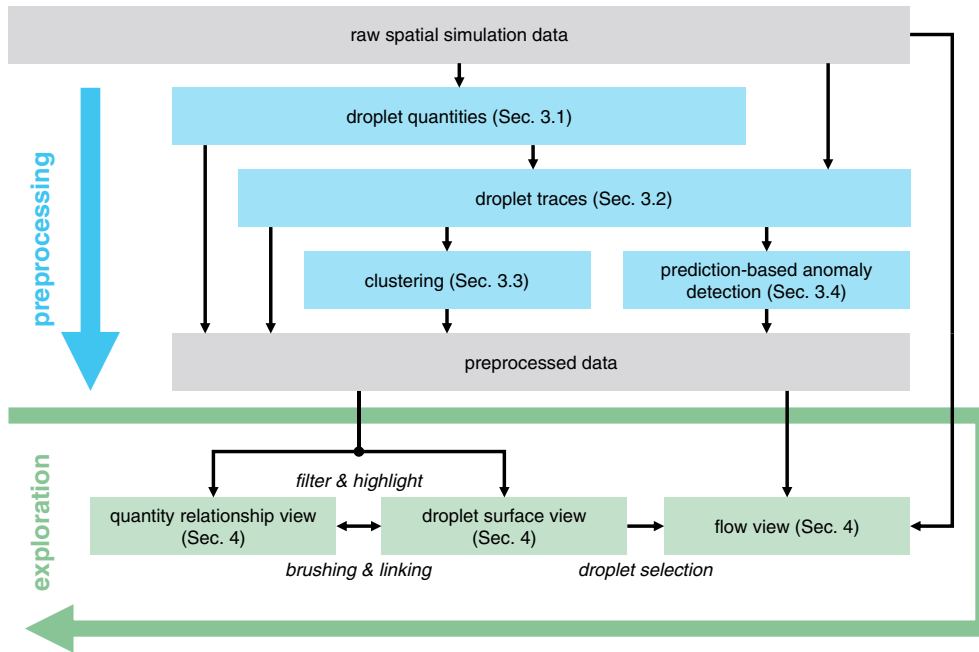 raw spatial simulation data
preprocessing
droplet quantities (Sec. 3.1)
droplet traces (Sec. 3.2)
clustering (Sec. 3.3)
prediction-based anomaly
detection (Sec. 3.4)
preprocessed data
exploration
filter & highlight
quantity relationship view
(Sec. 4)
droplet surface view
(Sec. 4)
flow view (Sec. 4)
brushing & linking
droplet selection